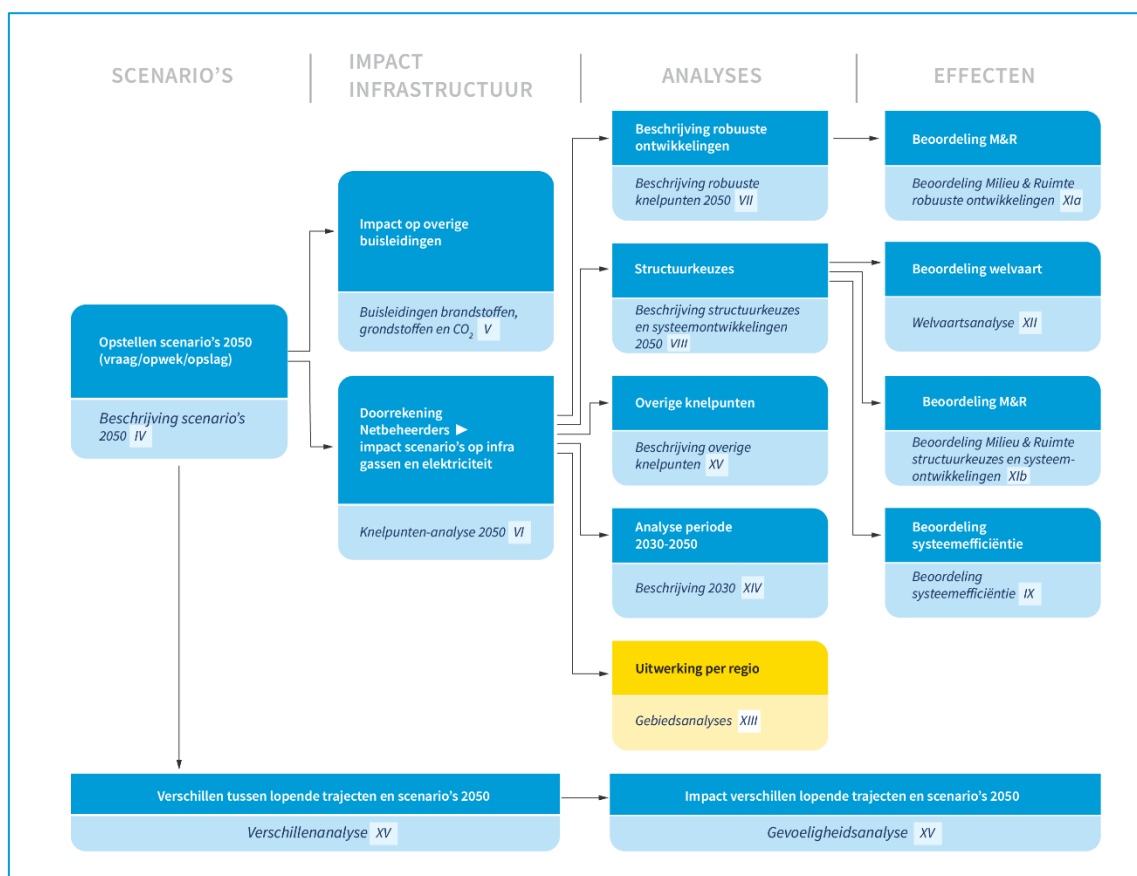 SCENARIO'S
IMPACT
INFRASTRUCTUUR
ANALYSES
EFFECTEN
Opstellen scenario's 2050
(vraag/opwek/opslag)
Beschrijving scenario's
2050 IV
Impact op overige
buisleidingen
Buisleidingen brandstoffen,
grondstoffen en CO₂ V
Doorrekening
Netbeheerders ►
impact scenario's op infra
gassen en elektriciteit
Knelpunten-analyse 2050 VI
Beschrijving robuuste
ontwikkelingen
Beschrijving robuuste
knelpunten 2050 VII
Structuurkeuzes
Beschrijving structuurkeuzes
en systeemontwikkelingen
2050 VIII
Overige knelpunten
Beschrijving overige
knelpunten XV
Analyse periode
2030-2050
Beschrijving 2030 XIV
Uitwerking per regio
Gebiedsanalyses XIII
Beoordeling M&R
Beoordeling Milieu & Ruimte
robuuste ontwikkelingen XIa
Beoordeling welvaart
Welvaartsanalyse XII
Beoordeling M&R
Beoordeling Milieu & Ruimte
structuurkeuzes en systeem-
ontwikkelingen XIb
Beoordeling
systeemefficiëntie
Beoordeling
systeemefficiëntie IX
Verschillen tussen lopende trajecten en scenario's 2050
Verschillenanalyse XV
Impact verschillen lopende trajecten en scenario's 2050
Gevoeligheidsanalyse XV